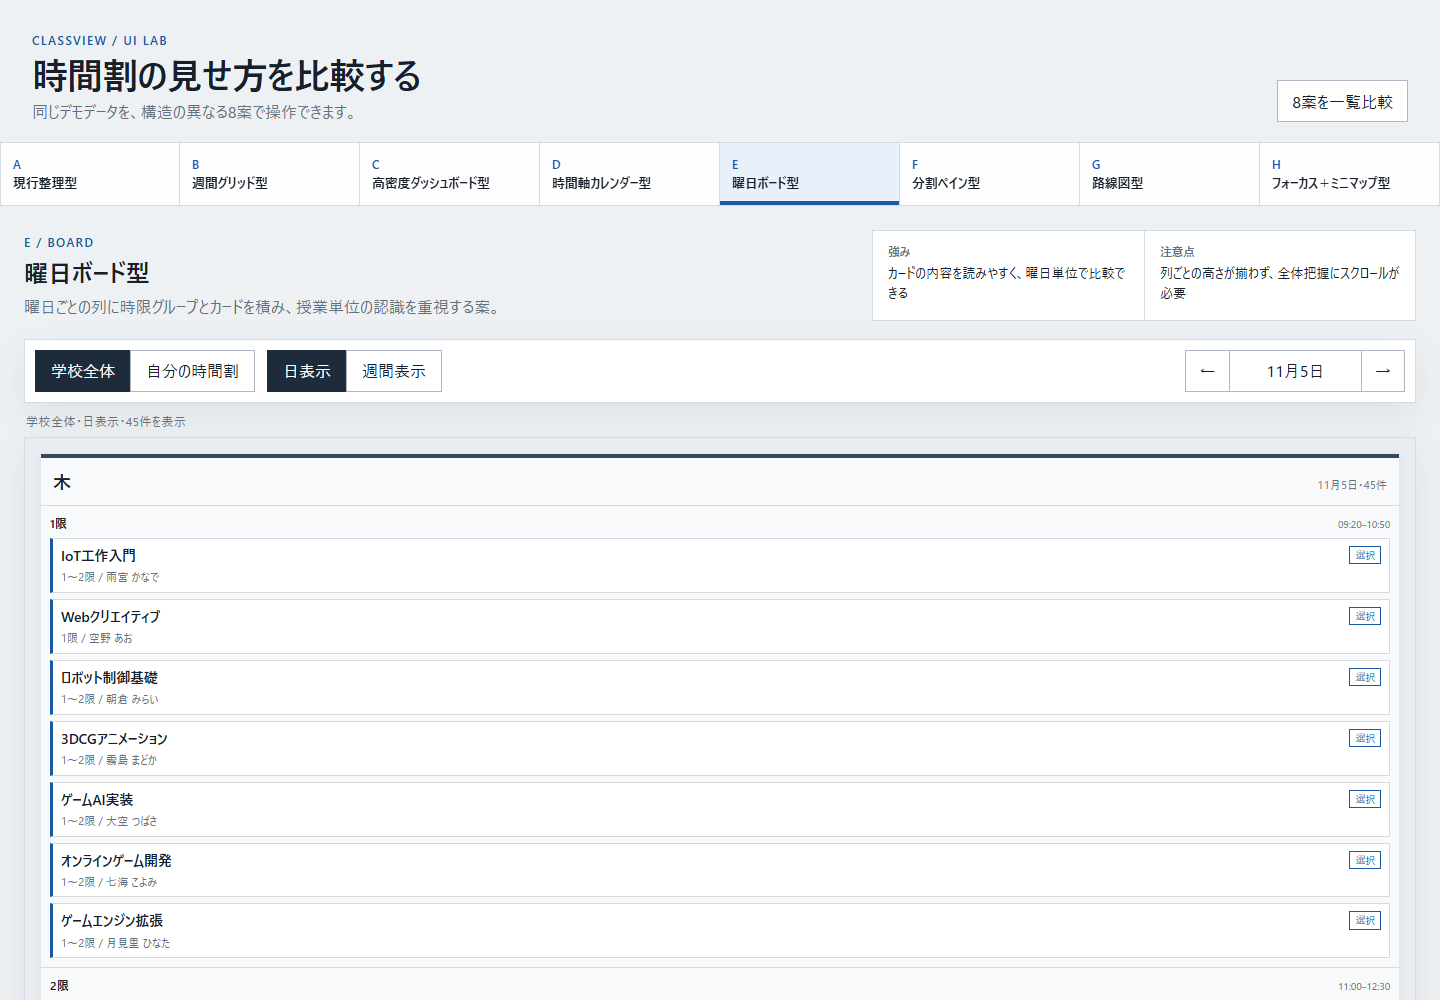 CLASSVIEW / UI LAB
時間割の見せ方を比較する
同じデモデータを、構造の異なる8案で操作できます。
8案を一覧比較
A
現行整理型
B
週間グリッド型
C
高密度ダッシュボード型
D
時間軸カレンダー型
E
曜日ボード型
F
分割ペイン型
G
路線図型
H
フォーカス＋ミニマップ型
E / BOARD
曜日ボード型
曜日ごとの列に時限グループとカードを積み、授業単位の認識を重視する案。
強み
カードの内容を読みやすく、曜日単位で比較で
きる
注意点
列ごとの高さが揃わず、全体把握にスクロールが
必要
学校全体
自分の時間割
日表示
週間表示
←
11月5日
→
学校全体・日表示・45件を表示
木
11月5日・45件
1限
09:20–10:50
IoT工作入門
選択
1〜2限 / 雨宮 かなで
Webクリエイティブ
選択
1限 / 空野 あお
ロボット制御基礎
選択
1〜2限 / 朝倉 みらい
3DCGアニメーション
選択
1〜2限 / 霧島 まどか
ゲームAI実装
選択
1〜2限 / 大空 つばさ
オンラインゲーム開発
選択
1〜2限 / 七海 こよみ
ゲームエンジン拡張
選択
1〜2限 / 月見里 ひなた
2限
11:00–12:30